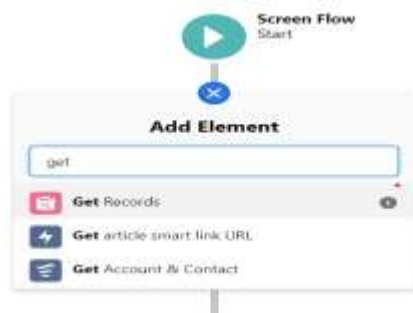 Screen Flow
Start
Add Element
get
Get Records
Get article smart link URL
Get Account & Contact